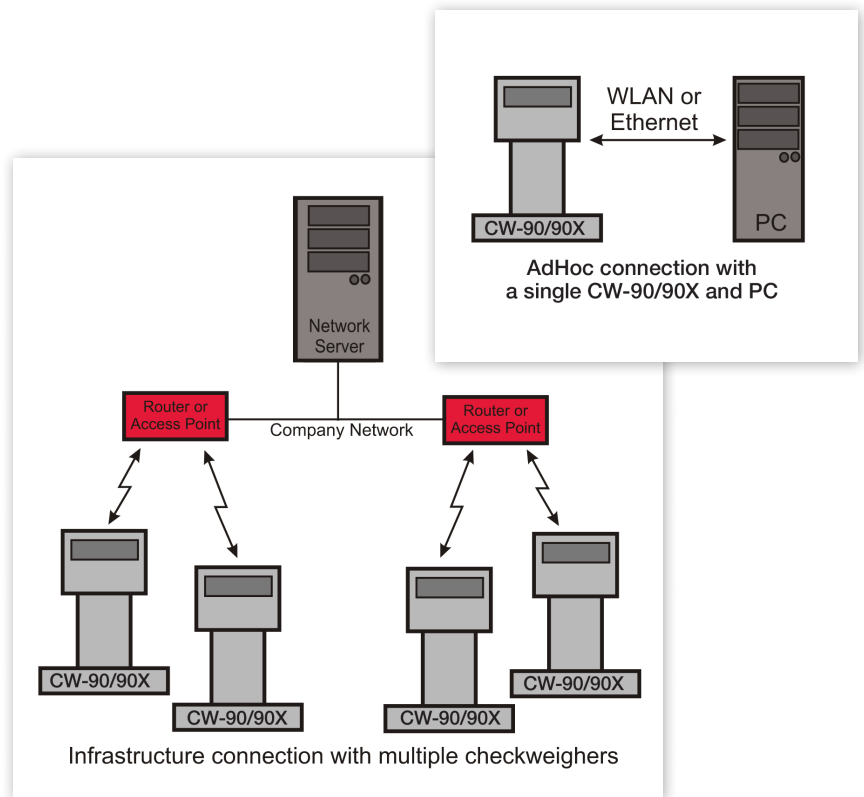 WLAN or
Ethernet
PC
CW-90/90X
AdHoc connection with
a single CW-90/90X and PC
Network
Server
Router or
Access Point
Company Network
Router or
Access Point
CW-90/90X
CW-90/90X
CW-90/90X
CW-90/90X
Infrastructure connection with multiple checkweighers